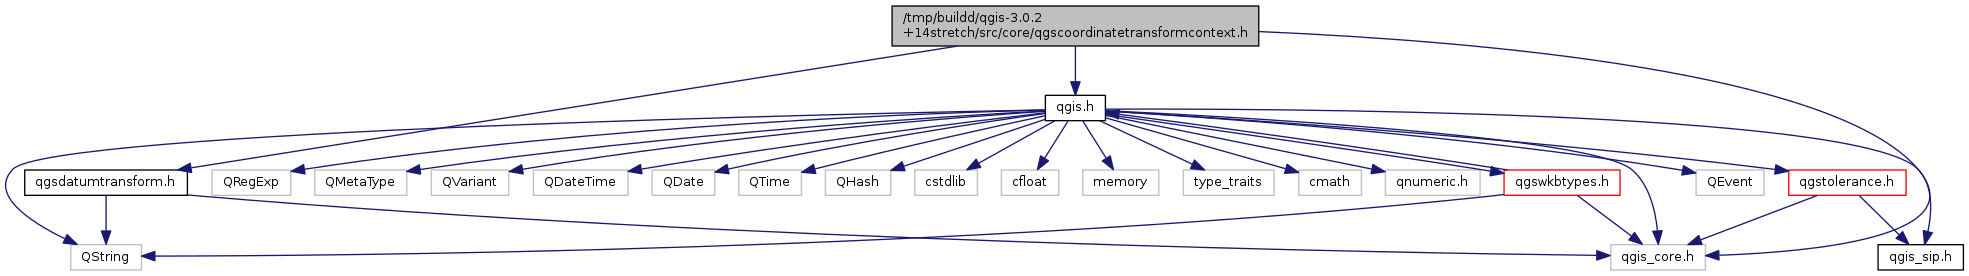 /tmp/buildd/qgis-3.0.2
+14stretch/src/core/qgscoordinatetransformcontext.h
qgis.h
qgsdatumtransform.h
QRegExp
QMetaType
QVariant
QDateTime
QDate
QTime
QHash
cstdlib
cfloat
memory
type_traits
cmath
qnumeric.h
qgswkbtypes.h
QEvent
qgstolerance.h
QString
qgis_core.h
qgis_sip.h